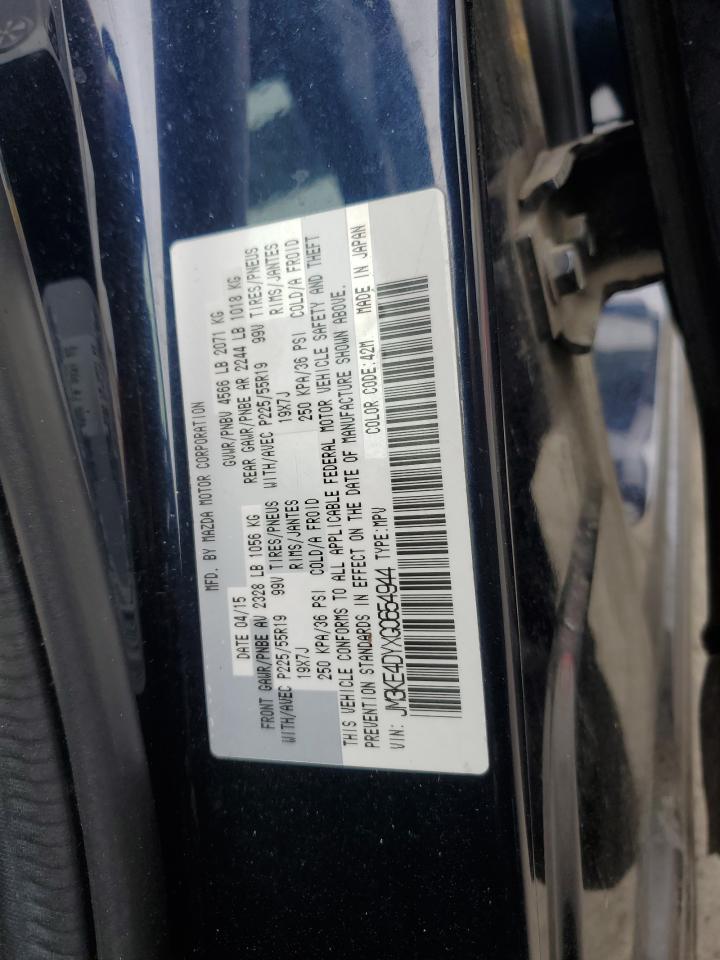 MFD. BY MAZDA MOTOR CORPORATION
DATE 04/15 GVWR/PNBV 4566 LB 2071 KG
FRONT GAWR/PNBE AV 2328 LB 1056 KG REAR GAWR/PNBE AR 2244 LB 1018 KG
WITH/AVEC P225/55R19 99V TIRES/PNEUS WITH/AVEC P225/55R19 99V TIRES/PNEUS
19X7J RIMS/JANTES 19X7J RIMS/JANTES
250 KPA/36 PSI COLD/A FROID 250 KPA/36 PSI COLD/A FROID
THIS VEHICLE CONFORMS TO ALL APPLICABLE FEDERAL MOTOR VEHICLE SAFETY AND THEFT
PREVENTION STANDARDS IN EFFECT ON THE DATE OF MANUFACTURE SHOWN ABOVE.
VIN: JM3KE4DYXG0654944 TYPE:MPV COLOR CODE:42M MADE IN JAPAN